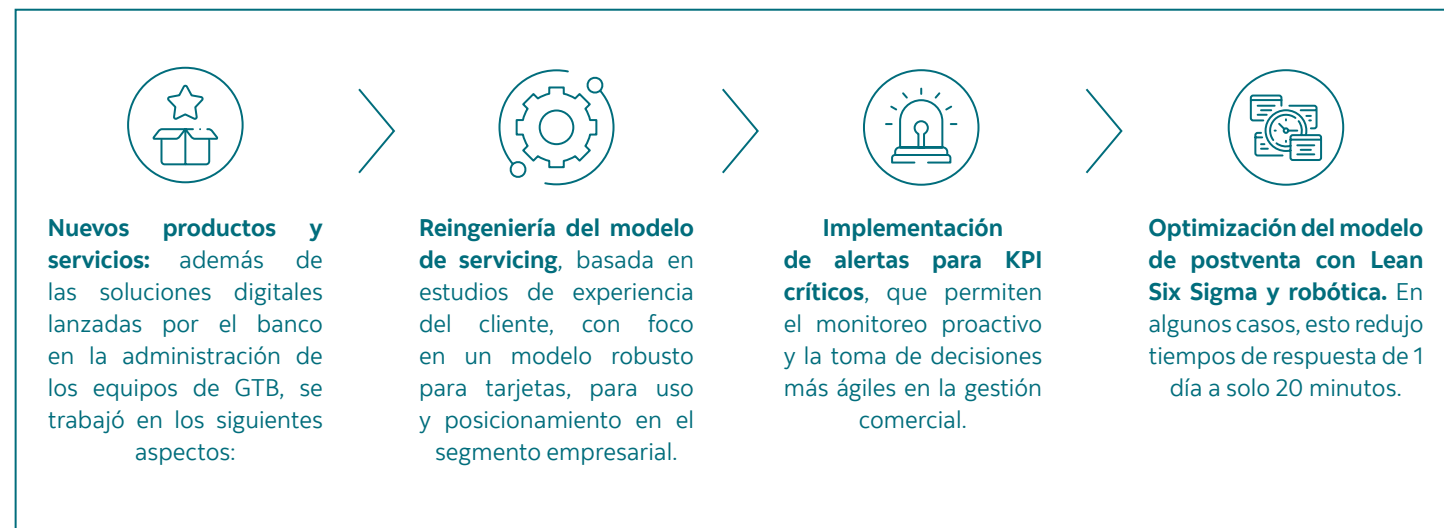 Nuevos productos y
servicios: además de
las soluciones digitales
lanzadas por el banco
en la administración de
los equipos de GTB, se
trabajó en los siguientes
aspectos:
Reingeniería del modelo
de servicing, basada en
estudios de experiencia
del cliente, con foco
en un modelo robusto
para tarjetas, para uso
y posicionamiento en el
segmento empresarial.
Implementación
de alertas para KPI
críticos, que permiten
el monitoreo proactivo
y la toma de decisiones
más ágiles en la gestión
comercial.
Optimización del modelo
de postventa con Lean
Six Sigma y robótica. En
algunos casos, esto redujo
tiempos de respuesta de 1
día a solo 20 minutos.